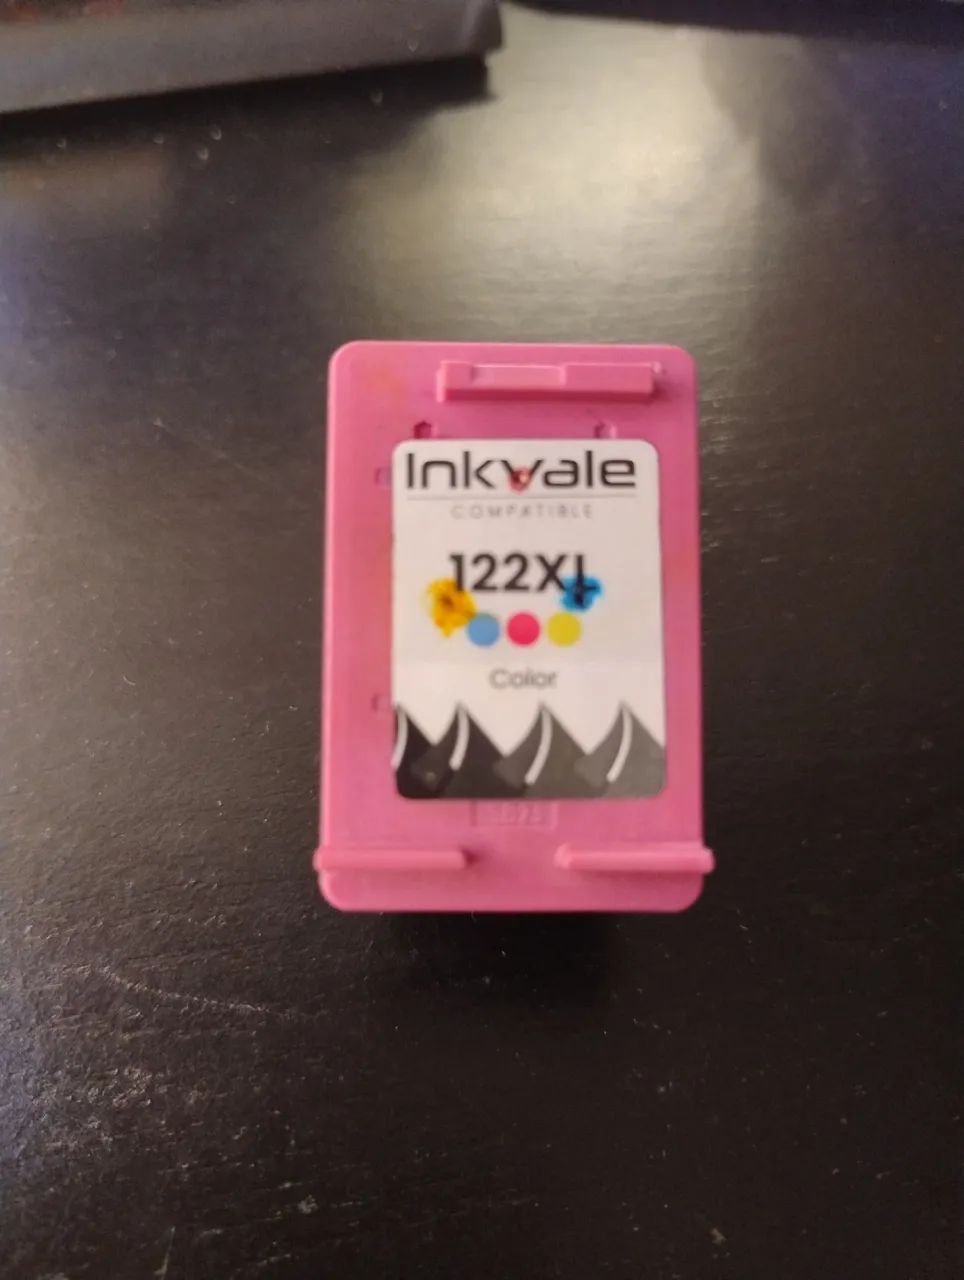 Inkvale
COMPATIBLE
122XL
Color